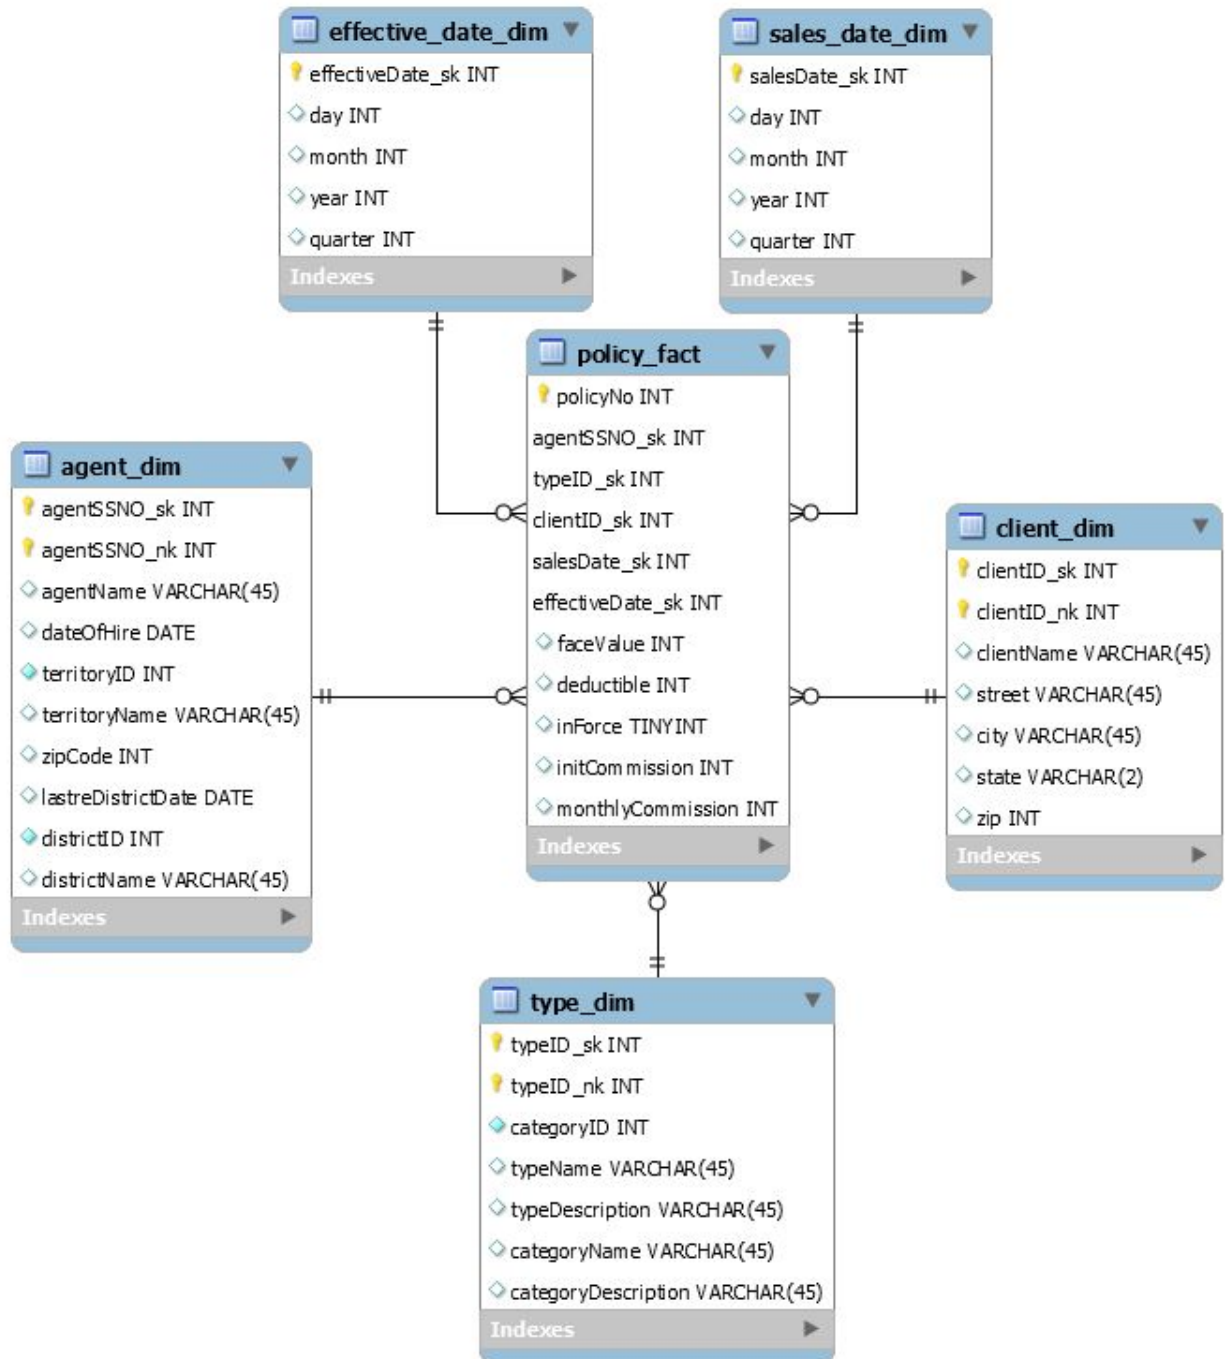 effective_date_dim
effectiveDate_sk INT
day INT
month INT
year INT
quarter INT
Indexes
sales_date_dim
salesDate_sk INT
day INT
month INT
year INT
quarter INT
Indexes
policy_fact
policyNo INT
agentSSNO_sk INT
typeID_sk INT
clientID_sk INT
salesDate_sk INT
effectiveDate_sk INT
faceValue INT
deductible INT
inForce TINYINT
initCommission INT
monthlyCommission INT
Indexes
agent_dim
agentSSNO_sk INT
agentSSNO_nk INT
agentName VARCHAR(45)
dateOfHire DATE
territoryID INT
territoryName VARCHAR(45)
zipCode INT
lastreDistrictDate DATE
districtID INT
districtName VARCHAR(45)
Indexes
client_dim
clientID_sk INT
clientID_nk INT
clientName VARCHAR(45)
street VARCHAR(45)
city VARCHAR(45)
state VARCHAR(2)
zip INT
Indexes
type_dim
typeID_sk INT
typeID_nk INT
categoryID INT
typeName VARCHAR(45)
typeDescription VARCHAR(45)
categoryName VARCHAR(45)
categoryDescription VARCHAR(45)
Indexes